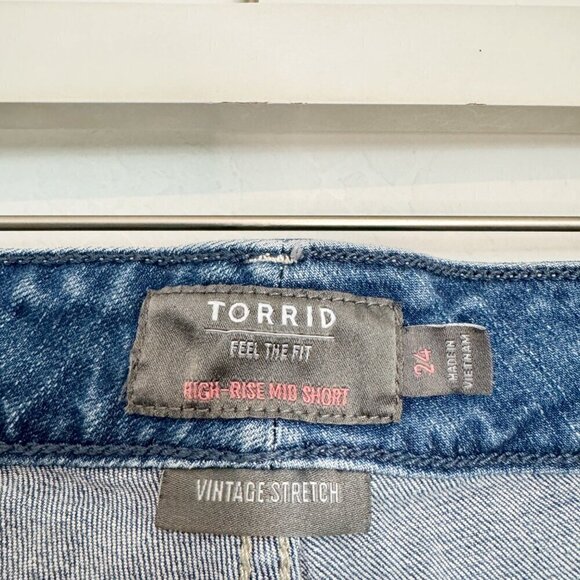 TORRID
FEEL THE FIT
HIGH-RISE MID SHORT
24
MADE IN
VIETNAM
VINTAGE STRETCH